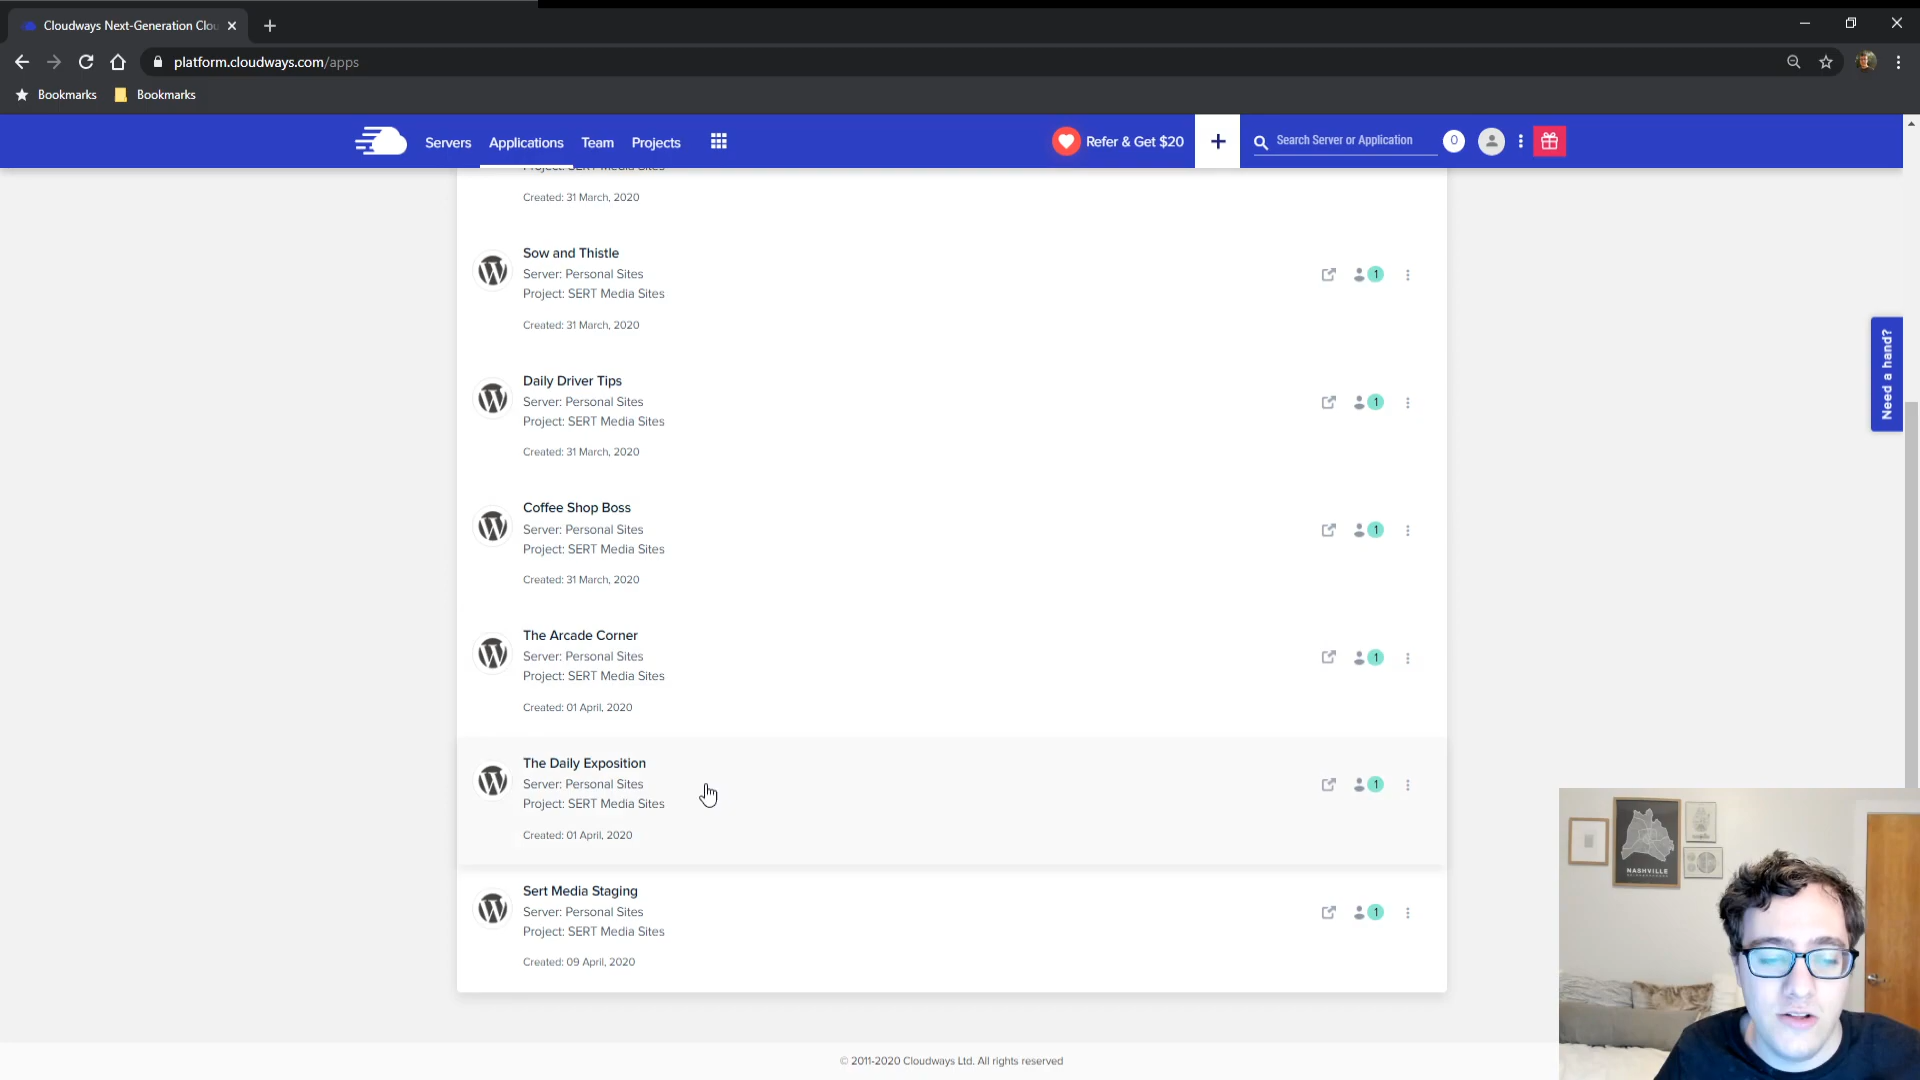 Cloudways Next-Generation Clou
platform.cloudways.com/apps
Bookmarks
Bookmarks
Servers
Applications
Team
Projects
Refer & Get $20
Search Server or Application
0
Project: SERT Media Sites
Created: 31 March, 2020
Sow and Thistle
Server: Personal Sites
1
Project: SERT Media Sites
Created: 31 March, 2020
Daily Driver Tips
Server: Personal Sites
1
Project: SERT Media Sites
Created: 31 March, 2020
Coffee Shop Boss
Server: Personal Sites
1
Project: SERT Media Sites
Created: 31 March, 2020
The Arcade Corner
Server: Personal Sites
1
Project: SERT Media Sites
Created: 01 April, 2020
The Daily Exposition
Server: Personal Sites
1
Project: SERT Media Sites
Created: 01 April, 2020
Sert Media Staging
Server: Personal Sites
1
Project: SERT Media Sites
Created: 09 April, 2020
Need a hand?
NASHVILLE
© 2011-2020 Cloudways Ltd. All rights reserved